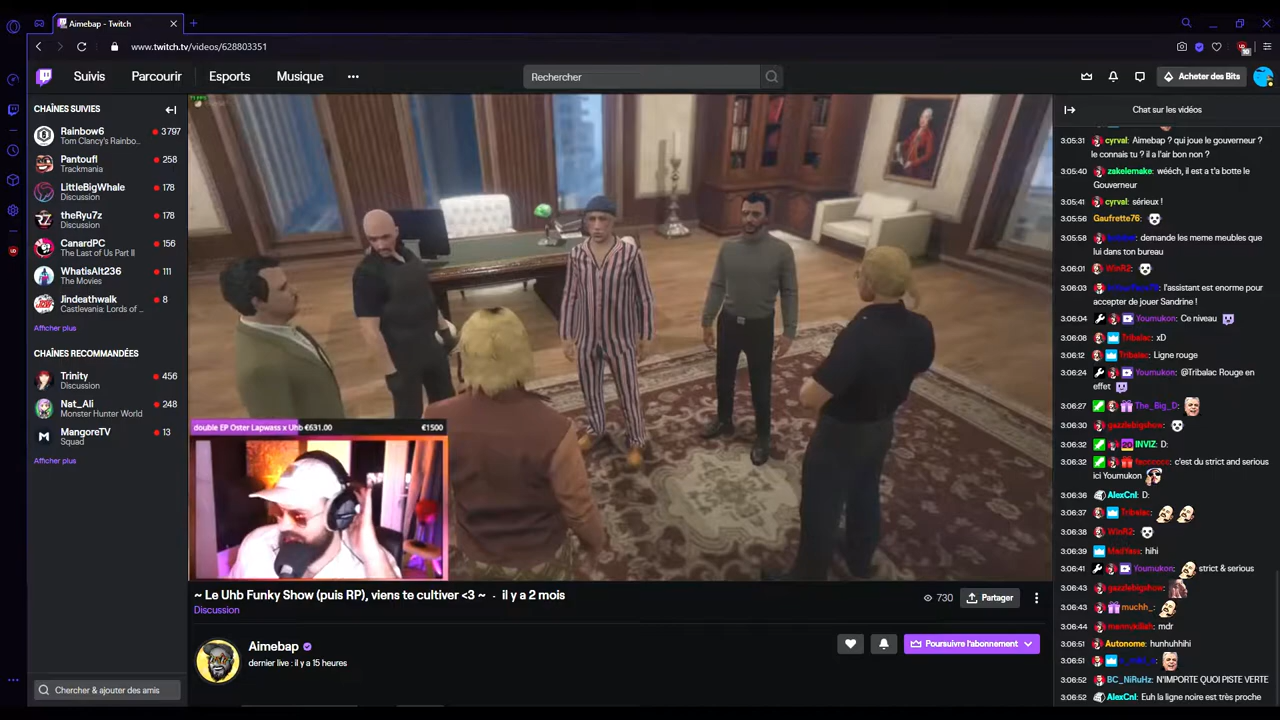 Aimebap - Twitch
www.twitch.tv/videos/628803351
10
Suivis
Parcourir
Esports
Musique
Rechercher
Acheter des Bits
CHAÎNES SUIVIES
Rainbow6
3797
Tom Clancy's Rainbo...
Pantoufl
258
Trackmania
LittleBigWhale
178
Discussion
theRyu7z
178
Discussion
CanardPC
156
The Last of Us Part II
WhatisAlt236
111
The Movies
Jindeathwalk
8
Castlevania: Lords of ...
Afficher plus
CHAÎNES RECOMMANDÉES
Trinity
456
Discussion
Nat_Ali
248
Monster Hunter World
MangoreTV
13
Squad
Afficher plus
Chercher & ajouter des amis
double EP Oster Lapwass x Uhb €631.00
€1500
~ Le Uhb Funky Show (puis RP), viens te cultiver <3 ~ · il y a 2 mois
Discussion
730
Partager
Aimebap
dernier live : il y a 15 heures
Poursuivre l'abonnement
Chat sur les vidéos
3:05:31 cyrval: Aimebap ? qui joue le gouverneur ?
le connais tu ? il a l'air bon non ?
3:05:40 zakelemake: wééch, il est a t'a botte le
Gouverneur
3:05:41 cyrval: sérieux !
3:05:56 Gaufrette76:
3:05:58 demande les meme meubles que
lui dans ton bureau
3:06:01 WinR2:
3:06:03 l'assistant est enorme pour
accepter de jouer Sandrine !
3:06:04 Youmukon: Ce niveau
3:06:08 Tribalac: xD
3:06:12 Tribalac: Ligne rouge
3:06:24 Youmukon: @Tribalac Rouge en
effet
3:06:27 The_Big_D:
3:06:30 gazzlebigshow:
3:06:32 20 INVIZ: D:
3:06:32 c'est du strict and serious
ici Youmukon
3:06:36 AlexCnl: D:
3:06:38 Tribalac:
3:06:39 WinR2:
3:06:39 hihi
3:06:41 Youmukon: strict & serious
3:06:43 gazzlebigshow:
3:06:43 muchh_:
3:06:44 mdr
3:06:51 Autonome: hunhuhhihi
3:06:51
3:06:52 BC_NiRuHz: N'IMPORTE QUOI PISTE VERTE
3:06:52 AlexCnl: Euh la ligne noire est très proche